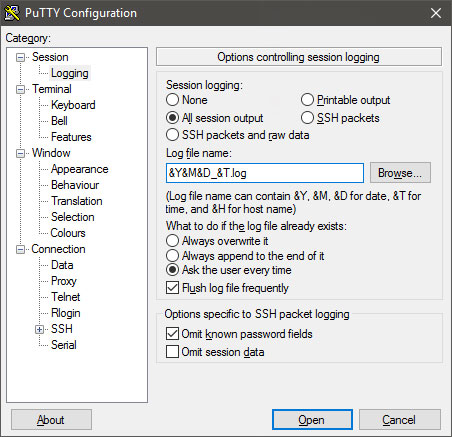 PuTTY Configuration
Category:
Session
Logging
Terminal
Keyboard
Bell
Features
Window
Appearance
Behaviour
Translation
Selection
Colours
Connection
Data
Proxy
Telnet
Rlogin
SSH
Serial
Options controlling session logging
Session logging:
None Printable output
All session output SSH packets
SSH packets and raw data
Log file name:
&Y&M&D_&T.log Browse...
(Log file name can contain &Y, &M, &D for date, &T for
time, and &H for host name)
What to do if the log file already exists:
Always overwrite it
Always append to the end of it
Ask the user every time
Flush log file frequently
Options specific to SSH packet logging
Omit known password fields
Omit session data
About Open Cancel